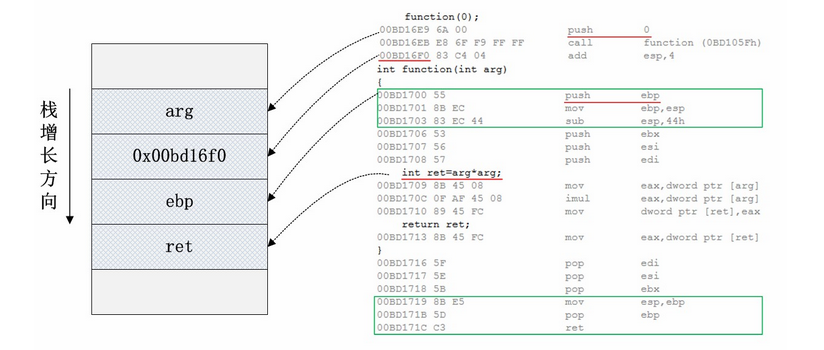 栈增长方向
arg
0x00bd16f0
ebp
ret
function(0);
00BD16E9 6A 00 push 0
00BD16EB E8 6F F9 FF FF call function (0BD105Fh)
00BD16F0 83 C4 04 add esp,4
int function(int arg)
{
00BD1700 55 push ebp
00BD1701 8B EC mov ebp,esp
00BD1703 83 EC 44 sub esp,44h
00BD1706 53 push ebx
00BD1707 56 push esi
00BD1708 57 push edi
int ret=arg*arg;
00BD1709 8B 45 08 mov eax,dword ptr [arg]
00BD170C 0F AF 45 08 imul eax,dword ptr [arg]
00BD1710 89 45 FC mov dword ptr [ret],eax
return ret;
00BD1713 8B 45 FC mov eax,dword ptr [ret]
}
00BD1716 5F pop edi
00BD1717 5E pop esi
00BD1718 5B pop ebx
00BD1719 8B E5 mov esp,ebp
00BD171B 5D pop ebp
00BD171C C3 ret